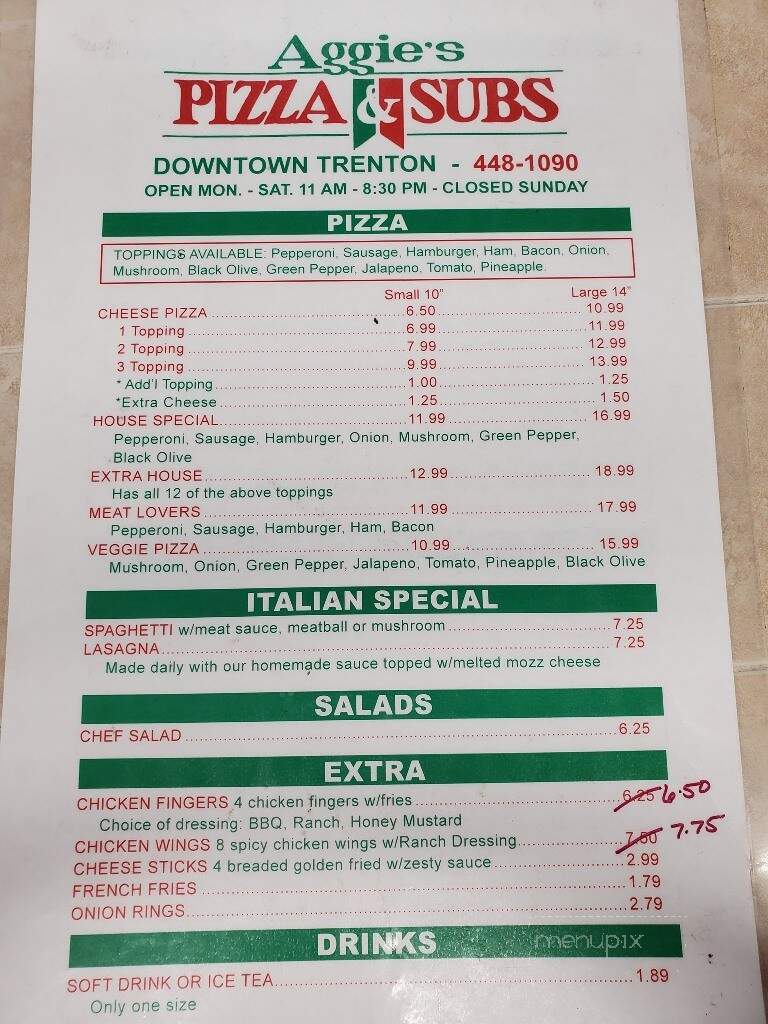 Aggie's
PIZZA & SUBS
DOWNTOWN TRENTON - 448-1090
OPEN MON. - SAT. 11 AM - 8:30 PM - CLOSED SUNDAY
PIZZA
TOPPINGS AVAILABLE: Pepperoni, Sausage, Hamburger, Ham, Bacon, Onion,
Mushroom, Black Olive, Green Pepper, Jalapeno, Tomato, Pineapple.
Small 10" Large 14"
CHEESE PIZZA 6.50 10.99
1 Topping 6.99 11.99
2 Topping 7.99 12.99
3 Topping 9.99 13.99
* Add'l Topping 1.00 1.25
*Extra Cheese 1.25 1.50
HOUSE SPECIAL 11.99 16.99
Pepperoni, Sausage, Hamburger, Onion, Mushroom, Green Pepper,
Black Olive
EXTRA HOUSE 12.99 18.99
Has all 12 of the above toppings
MEAT LOVERS 11.99 17.99
Pepperoni, Sausage, Hamburger, Ham, Bacon
VEGGIE PIZZA 10.99 15.99
Mushroom, Onion, Green Pepper, Jalapeno, Tomato, Pineapple, Black Olive
ITALIAN SPECIAL
SPAGHETTI w/meat sauce, meatball or mushroom 7.25
LASAGNA 7.25
Made daily with our homemade sauce topped w/melted mozz cheese
SALADS
CHEF SALAD 6.25
EXTRA
CHICKEN FINGERS 4 chicken fingers w/fries 6.25 6.50
Choice of dressing: BBQ, Ranch, Honey Mustard
CHICKEN WINGS 8 spicy chicken wings w/Ranch Dressing 7.50 7.75
CHEESE STICKS 4 breaded golden fried w/zesty sauce 2.99
FRENCH FRIES 1.79
ONION RINGS 2.79
DRINKS
menupix
SOFT DRINK OR ICE TEA 1.89
Only one size